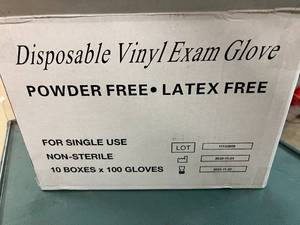 Disposable Vinyl Exam Glove
POWDER FREE• LATEX FREE
FOR SINGLE USE
LOT
NON-STERILE
10 BOXES x 100 GLOVES